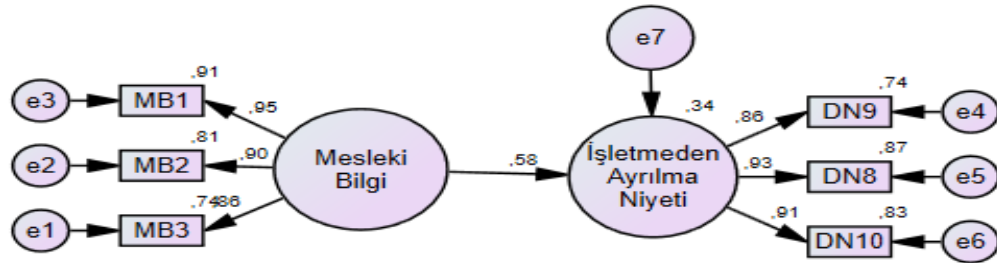 e7
,91
,74
e3
MB1
,95
,34
,86
DN9
e4
,81
,87
e2
MB2
,90
Mesleki
Bilgi
,58
İşletmeden
Ayrılma
Niyeti
,93
DN8
e5
,74
,86
,91
,83
e1
MB3
DN10
e6